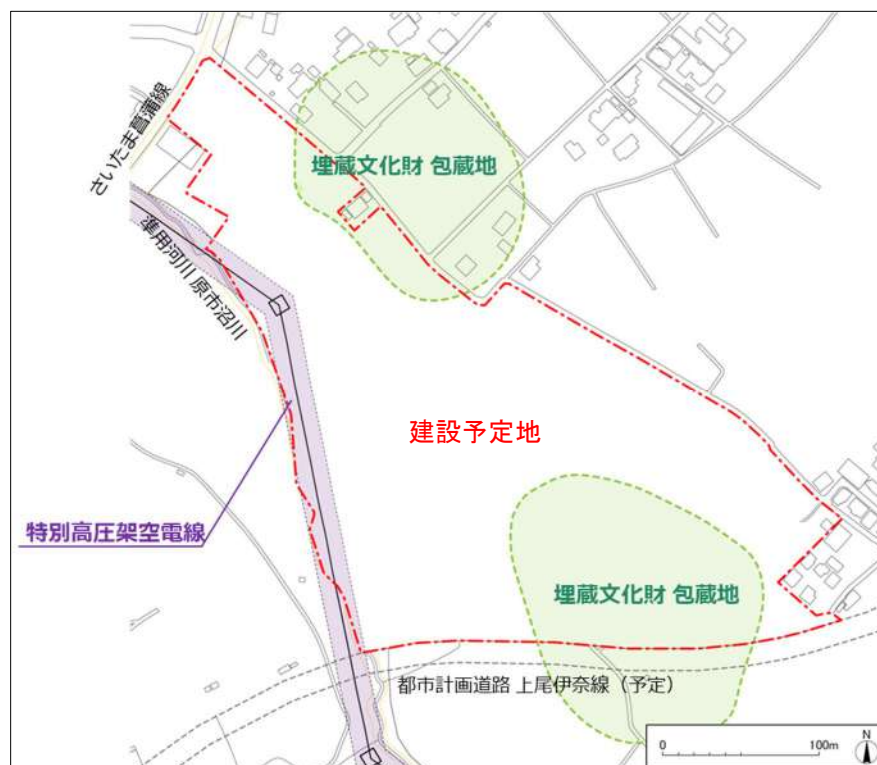 さいたま菖蒲線
埋蔵文化財 包蔵地
準用河川 原市沼川
建設予定地
特別高圧架空電線
埋蔵文化財 包蔵地
都市計画道路 上尾伊奈線（予定）
0
100m
N